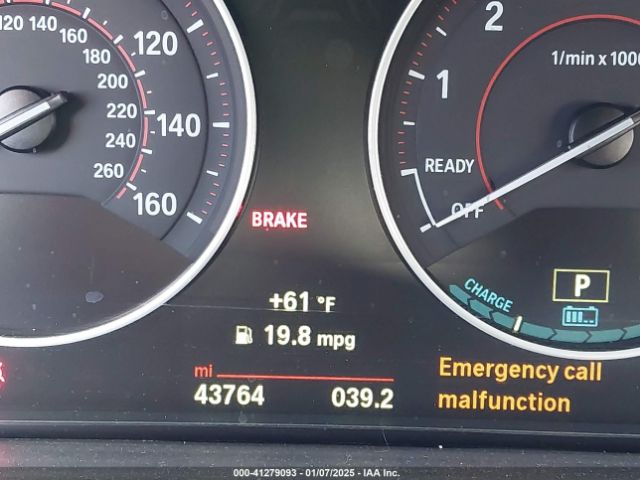 120 140 160 180 200 220 240 260
120
140
160
BRAKE
+61 °F
19.8 mpg
mi
43764 039.2
1
2
1/min x 1000
READY
OFF
CHARGE
P
Emergency call
malfunction
000-41279093 - 01/07/2025 - IAA Inc.